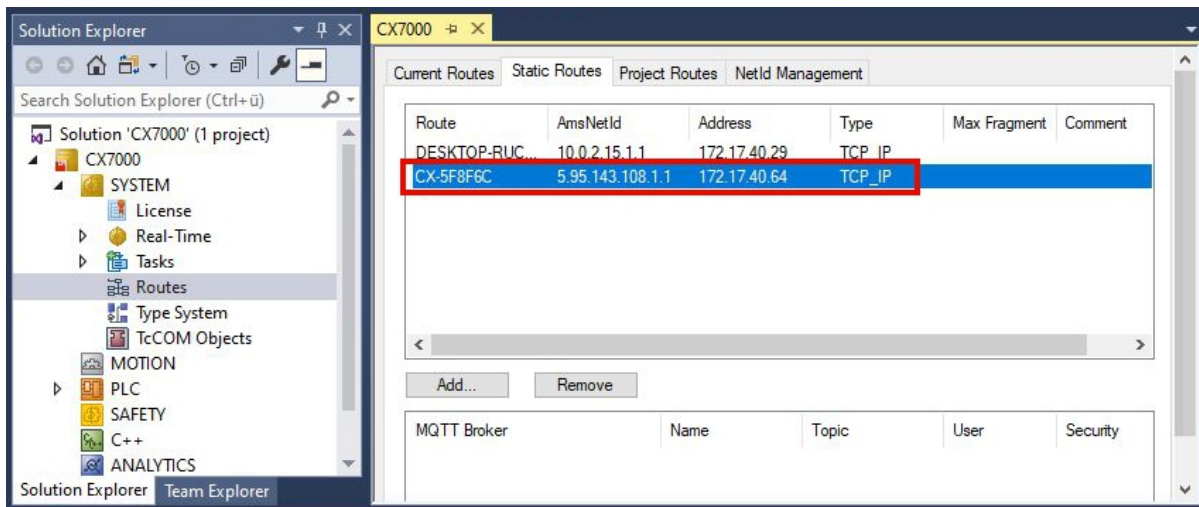 Solution Explorer
Search Solution Explorer (Ctrl+ü)
Solution 'CX7000' (1 project)
CX7000
SYSTEM
License
Real-Time
Tasks
Routes
Type System
TcCOM Objects
MOTION
PLC
SAFETY
C++
ANALYTICS
Solution Explorer Team Explorer
CX7000
Current Routes Static Routes Project Routes NetId Management
Route AmsNetId Address Type Max Fragment Comment
DESKTOP-RUC... 10.0.2.15.1.1 172.17.40.29 TCP_IP
CX-5F8F6C 5.95.143.108.1.1 172.17.40.64 TCP_IP
Add... Remove
MQTT Broker Name Topic User Security